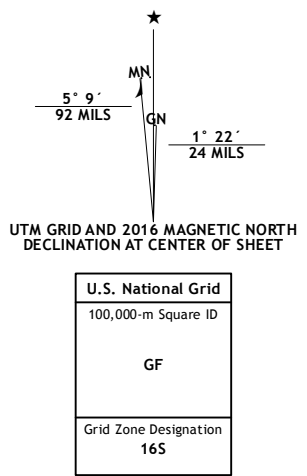 ★
MN
GN
5° 9´
92 MILS
1° 22´
24 MILS
UTM GRID AND 2016 MAGNETIC NORTH
DECLINATION AT CENTER OF SHEET
U.S. National Grid
100,000-m Square ID
GF
Grid Zone Designation
16S